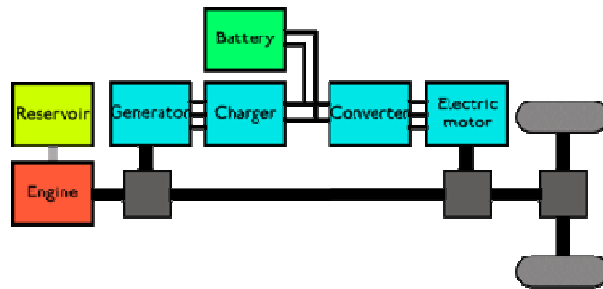 Battery
Reservoir
Generator
Charger
Converter
Electric
motor
Engine